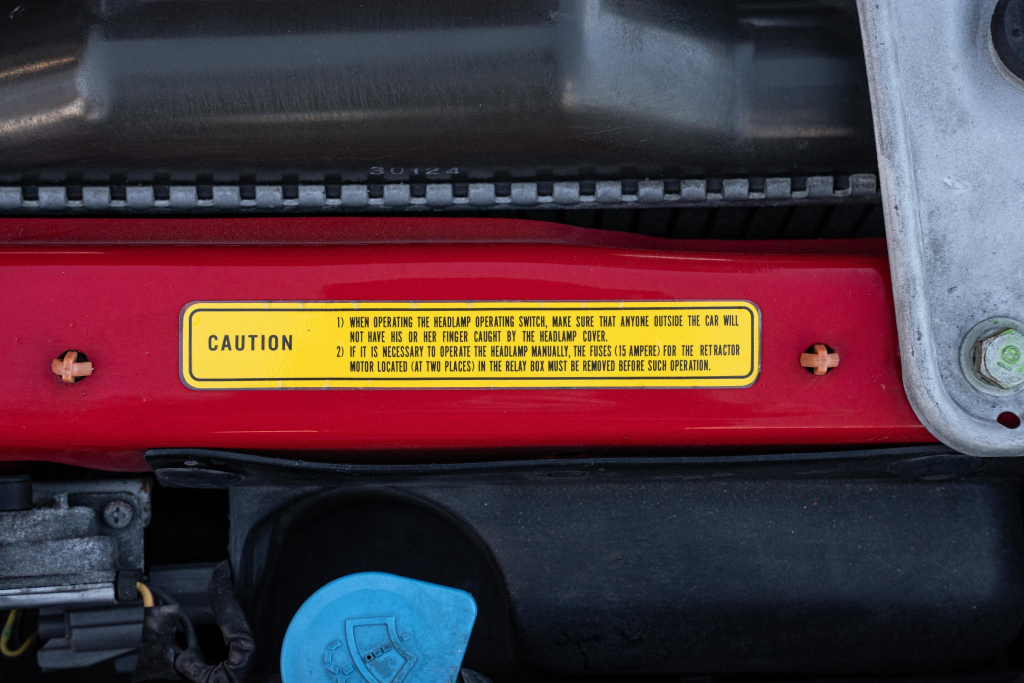 30124
CAUTION
1) WHEN OPERATING THE HEADLAMP OPERATING SWITCH, MAKE SURE THAT ANYONE OUTSIDE THE CAR WILL
NOT HAVE HIS OR HER FINGER CAUGHT BY THE HEADLAMP COVER.
2) IF IT IS NECESSARY TO OPERATE THE HEADLAMP MANUALLY, THE FUSES (15 AMPERE) FOR THE RETRACTOR
MOTOR LOCATED (AT TWO PLACES) IN THE RELAY BOX MUST BE REMOVED BEFORE SUCH OPERATION.